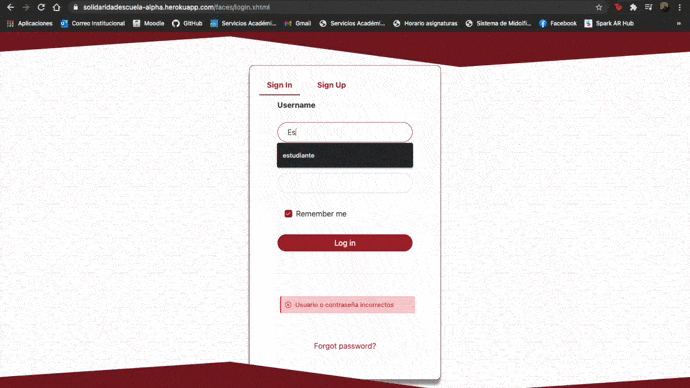 solidaridadescuela-alpha.herokuapp.com/faces/login.xhtml
Aplicaciones Correo Institucional Moodle GitHub Servicios Académi... Gmail Servicios Académi... Horario asignaturas Sistema de Midolfi... Facebook Spark AR Hub »
Sign In Sign Up
Username
Es
estudiante
Remember me
Log in
Usuario o contraseña incorrectos
Forgot password?